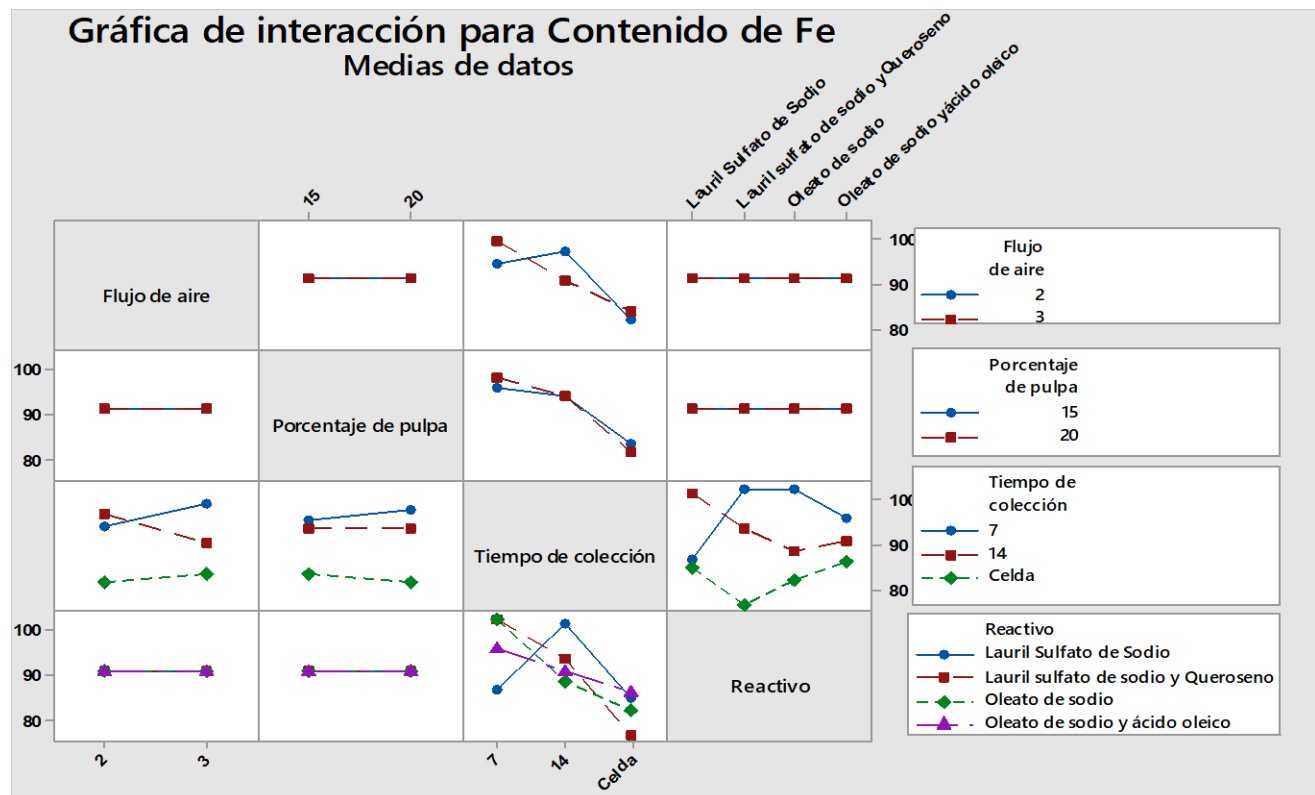 Gráfica de interacción para Contenido de Fe
Medias de datos
Lauril Sulfato de Sodio
Lauril sulfato de sodio y Queroseno
Oleato de sodio
Oleato de sodio yácido oleico
15
20
Flujo de aire
100
90
80
Flujo
de aire
2
3
100
90
80
Porcentaje de pulpa
Porcentaje
de pulpa
15
20
Tiempo de colección
100
90
80
Tiempo de
colección
7
14
Celda
100
90
80
Reactivo
Reactivo
Lauril Sulfato de Sodio
Lauril sulfato de sodio y Queroseno
Oleato de sodio
Oleato de sodio y ácido oleico
2
3
7
14
Celda